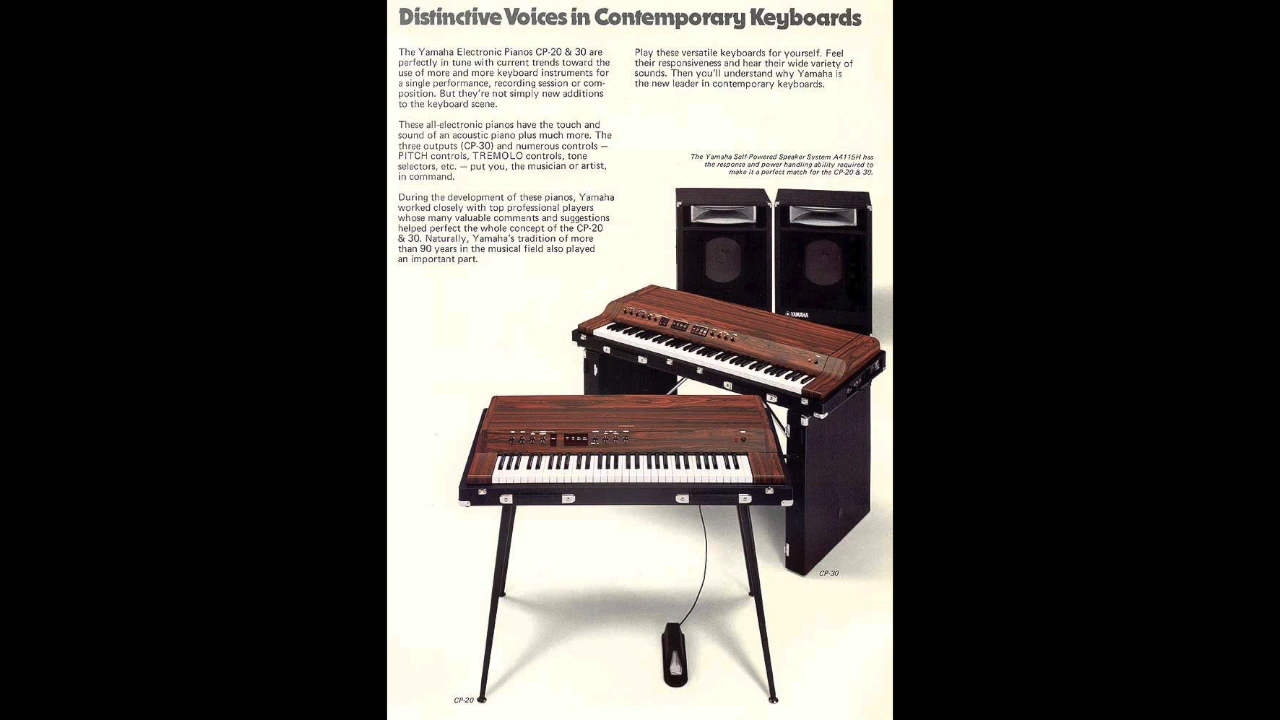 Distinctive Voices in Contemporary Keyboards
The Yamaha Electronic Pianos CP-20 & 30 are
perfectly in tune with current trends toward the
use of more and more keyboard instruments for
a single performance, recording session or com-
position. But they're not simply new additions
to the keyboard scene.
These all-electronic pianos have the touch and
sound of an acoustic piano plus much more. The
three outputs (CP-30) and numerous controls —
PITCH controls, TREMOLO controls, tone
selectors, etc. — put you, the musician or artist,
in command.
During the development of these pianos, Yamaha
worked closely with top professional players
whose many valuable comments and suggestions
helped perfect the whole concept of the CP-20
& 30. Naturally, Yamaha's tradition of more
than 90 years in the musical field also played
an important part.
Play these versatile keyboards for yourself. Feel
their responsiveness and hear their wide variety of
sounds. Then you'll understand why Yamaha is
the new leader in contemporary keyboards.
The Yamaha Self-Powered Speaker System A4115H has
the response and power handling ability required to
make it a perfect match for the CP-20 & 30.
YAMAHA
CP-30
CP-20